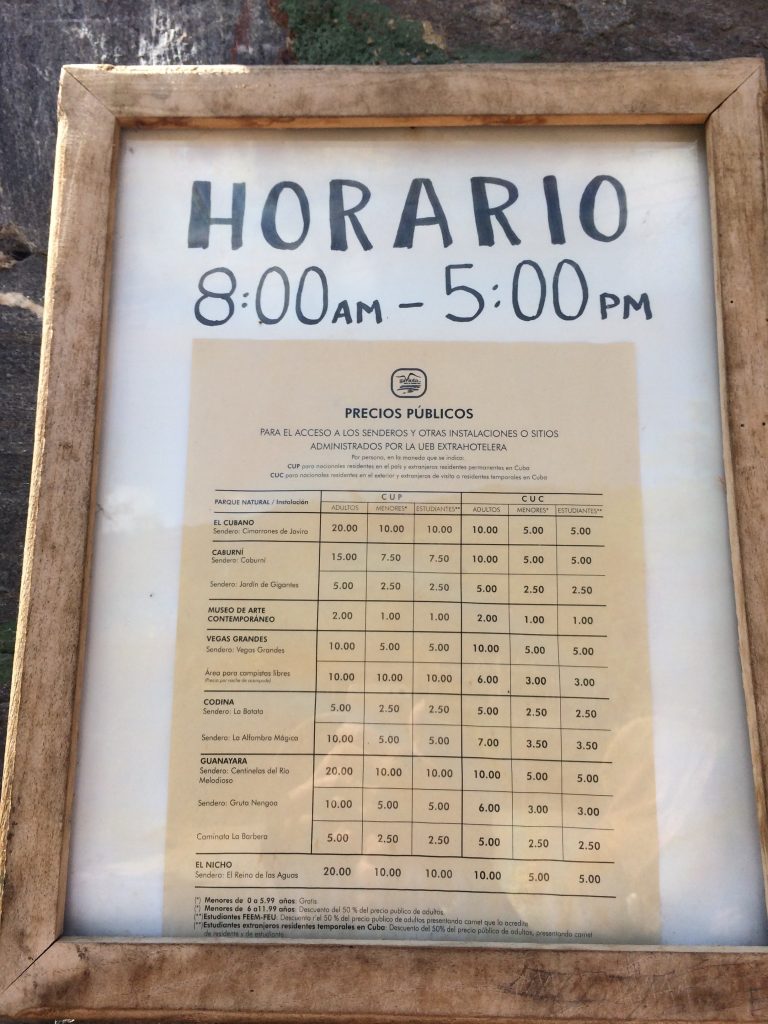 HORARIO
8:00 AM - 5:00 PM
PRECIOS PÚBLICOS
PARA EL ACCESO A LOS SENDEROS Y OTRAS INSTALACIONES O SITIOS
ADMINISTRADOS POR LA UEB EXTRAHOTELERA
Por persona, en la moneda que se indica:
CUP para nacionales residentes en el país y extranjeros residentes permanentes en Cuba
CUC para nacionales residentes en el exterior y extranjeros de visita o residentes temporales en Cuba
PARQUE NATURAL / Instalación CUP CUC
ADULTOS MENORES* ESTUDIANTES** ADULTOS MENORES* ESTUDIANTES**
EL CUBANO
Sendero: Cimarrones de Javira 20.00 10.00 10.00 10.00 5.00 5.00
CABURNÍ
Sendero: Caburní 15.00 7.50 7.50 10.00 5.00 5.00
Sendero: Jardín de Gigantes 5.00 2.50 2.50 5.00 2.50 2.50
MUSEO DE ARTE
CONTEMPORÁNEO 2.00 1.00 1.00 2.00 1.00 1.00
VEGAS GRANDES
Sendero: Vegas Grandes 10.00 5.00 5.00 10.00 5.00 5.00
Área para campistas libres 10.00 10.00 10.00 6.00 3.00 3.00
(Precio por noche de acampada)
CODINA
Sendero: La Batata 5.00 2.50 2.50 5.00 2.50 2.50
Sendero: La Alfombra Mágica 10.00 5.00 5.00 7.00 3.50 3.50
GUANAYARA
Sendero: Centinelas del Río
Melodioso 20.00 10.00 10.00 10.00 5.00 5.00
Sendero: Gruta Nengoa 10.00 5.00 5.00 6.00 3.00 3.00
Caminata La Barbera 5.00 2.50 2.50 5.00 2.50 2.50
EL NICHO
Sendero: El Reino de las Aguas 20.00 10.00 10.00 10.00 5.00 5.00
(*) Menores de 0 a 5.99 años: Gratis
(*) Menores de 6 a11.99 años: Descuento del 50 % del precio publico de adultos
(**)Estudiantes FEEM-FEU: Descuento del 50 % del precio publico de adultos presentando carnet que lo acredite
(**)Estudiantes extranjeros residentes temporales en Cuba: Descuento del 50% del precio público de adultos, presentando carnet
de residente y de estudiante